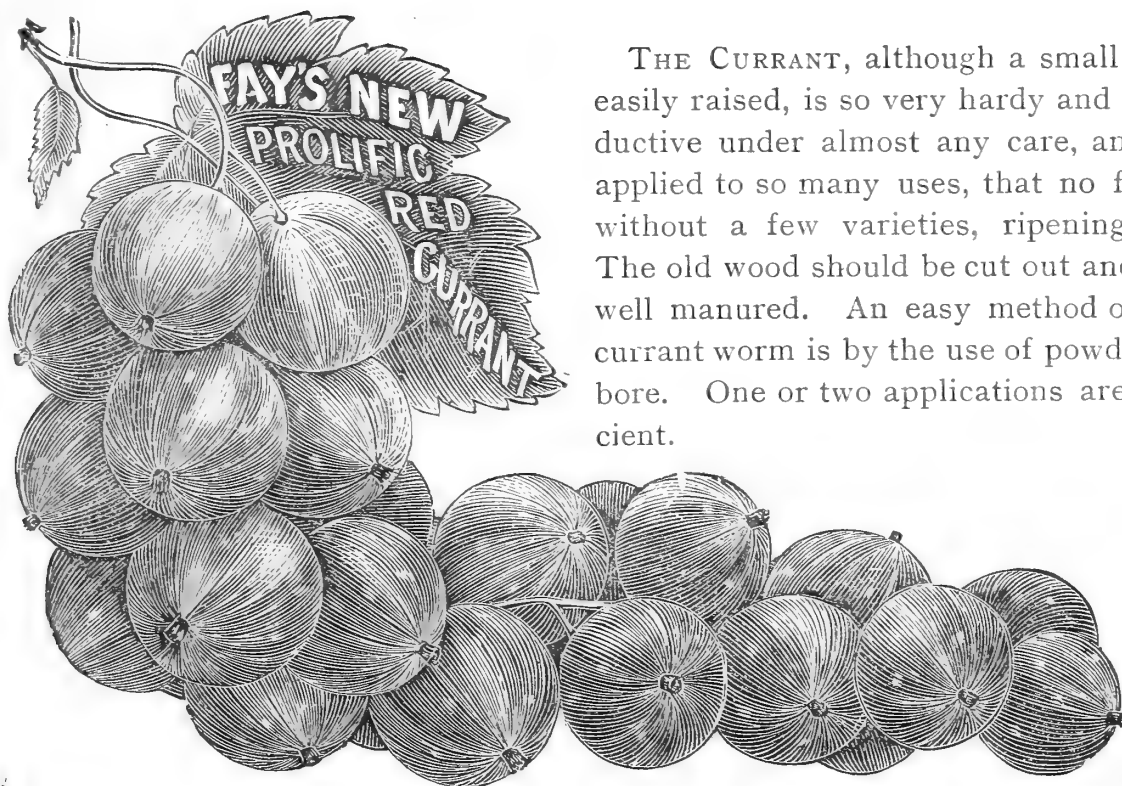 FAY'S NEW
PROLIFIC
RED
CURRANT
THE CURRANT, although a small
easily raised, is so very hardy and
ductive under almost any care, an
applied to so many uses, that no f
without a few varieties, ripening
The old wood should be cut out and
well manured. An easy method o
currant worm is by the use of powd
bore. One or two applications are
cient.